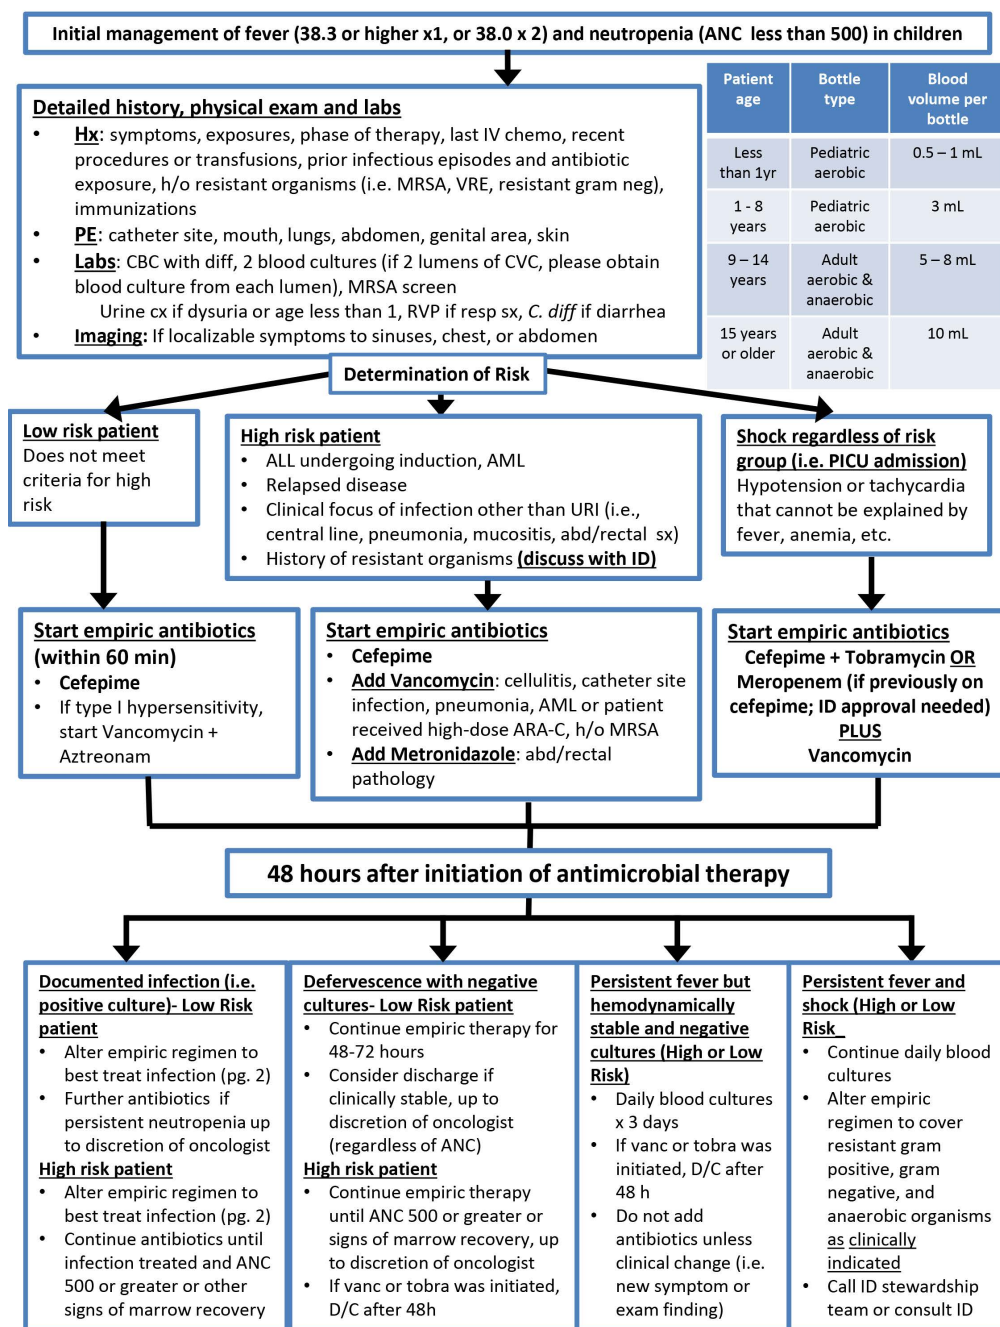 Initial management of fever (38.3 or higher x1, or 38.0 x 2) and neutropenia (ANC less than 500) in children
Detailed history, physical exam and labs
• Hx: symptoms, exposures, phase of therapy, last IV chemo, recent
procedures or transfusions, prior infectious episodes and antibiotic
exposure, h/o resistant organisms (i.e. MRSA, VRE, resistant gram neg),
immunizations
• PE: catheter site, mouth, lungs, abdomen, genital area, skin
• Labs: CBC with diff, 2 blood cultures (if 2 lumens of CVC, please obtain
blood culture from each lumen), MRSA screen
Urine cx if dysuria or age less than 1, RVP if resp sx, C. diff if diarrhea
• Imaging: If localizable symptoms to sinuses, chest, or abdomen
Patient
age
Bottle
type
Blood
volume per
bottle
Less
than 1yr
Pediatric
aerobic
0.5 – 1 mL
1 - 8
years
Pediatric
aerobic
3 mL
9 – 14
years
Adult
aerobic &
anaerobic
5 – 8 mL
15 years
or older
Adult
aerobic &
anaerobic
10 mL
Determination of Risk
Low risk patient
Does not meet
criteria for high
risk
High risk patient
• ALL undergoing induction, AML
• Relapsed disease
• Clinical focus of infection other than URI (i.e.,
central line, pneumonia, mucositis, abd/rectal sx)
• History of resistant organisms (discuss with ID)
Shock regardless of risk
group (i.e. PICU admission)
Hypotension or tachycardia
that cannot be explained by
fever, anemia, etc.
Start empiric antibiotics
(within 60 min)
• Cefepime
• If type I hypersensitivity,
start Vancomycin +
Aztreonam
Start empiric antibiotics
• Cefepime
• Add Vancomycin: cellulitis, catheter site
infection, pneumonia, AML or patient
received high-dose ARA-C, h/o MRSA
• Add Metronidazole: abd/rectal
pathology
Start empiric antibiotics
Cefepime + Tobramycin OR
Meropenem (if previously on
cefepime; ID approval needed)
PLUS
Vancomycin
48 hours after initiation of antimicrobial therapy
Documented infection (i.e.
positive culture)- Low Risk
patient
• Alter empiric regimen to
best treat infection (pg. 2)
• Further antibiotics if
persistent neutropenia up
to discretion of oncologist
High risk patient
• Alter empiric regimen to
best treat infection (pg. 2)
• Continue antibiotics until
infection treated and ANC
500 or greater or other
signs of marrow recovery
Defervescence with negative
cultures- Low Risk patient
• Continue empiric therapy for
48-72 hours
• Consider discharge if
clinically stable, up to
discretion of oncologist
(regardless of ANC)
High risk patient
• Continue empiric therapy
until ANC 500 or greater or
signs of marrow recovery, up
to discretion of oncologist
• If vanc or tobra was initiated,
D/C after 48h
Persistent fever but
hemodynamically
stable and negative
cultures (High or Low
Risk)
• Daily blood cultures
x 3 days
• If vanc or tobra was
initiated, D/C after
48 h
• Do not add
antibiotics unless
clinical change (i.e.
new symptom or
exam finding)
Persistent fever and
shock (High or Low
Risk_
• Continue daily blood
cultures
• Alter empiric
regimen to cover
resistant gram
positive, gram
negative, and
anaerobic organisms
as clinically
indicated
• Call ID stewardship
team or consult ID